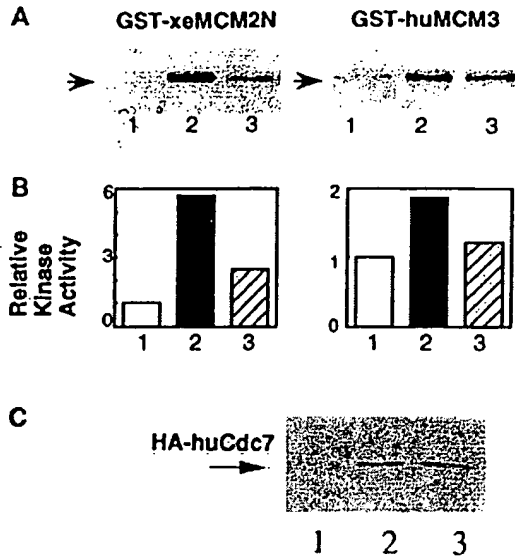 A
GST-xeMCM2N GST-huMCM3
1 2 3 1 2 3
B
Relative Kinase Activity
6
3
0
1 2 3
2
1
0
1 2 3
C
HA-huCdc7
1 2 3